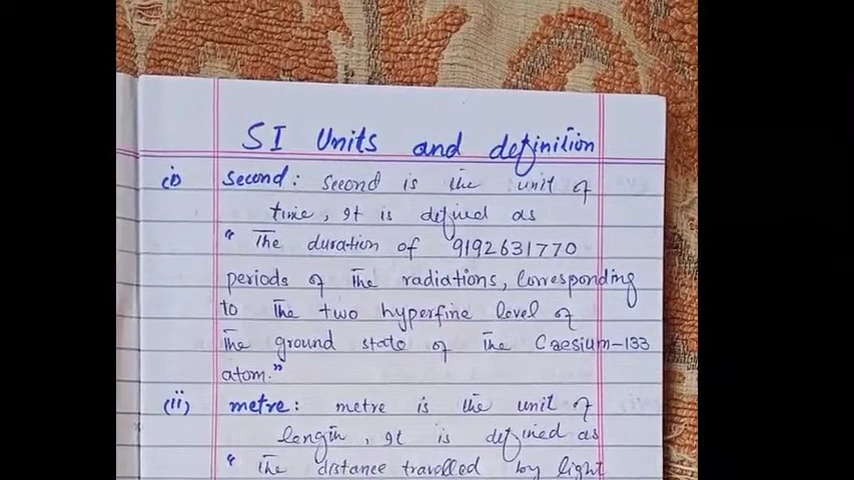 SI Units and definition
(i) Second: Second is the unit of
time, It is defined as
“ The duration of 9192631770
periods of the radiations, Corresponding
to the two hyperfine level of
The ground state of the Caesium-133
atom.”
(ii) metre: metre is the unit of
length, It is defined as
“ The distance travelled by light